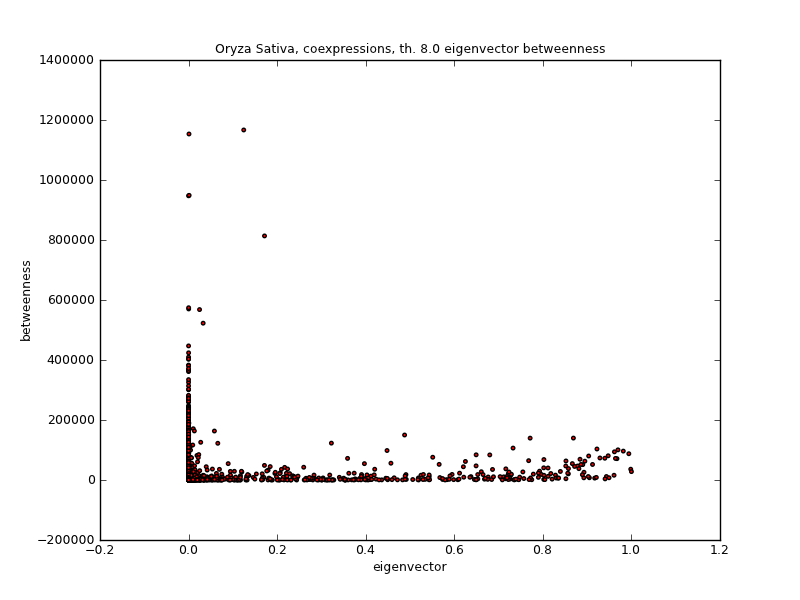 Oryza Sativa, coexpressions, th. 8.0 eigenvector betweenness
1400000
1200000
1000000
800000
600000
400000
200000
0
−200000
betweenness
−0.2 0.0 0.2 0.4 0.6 0.8 1.0 1.2
eigenvector